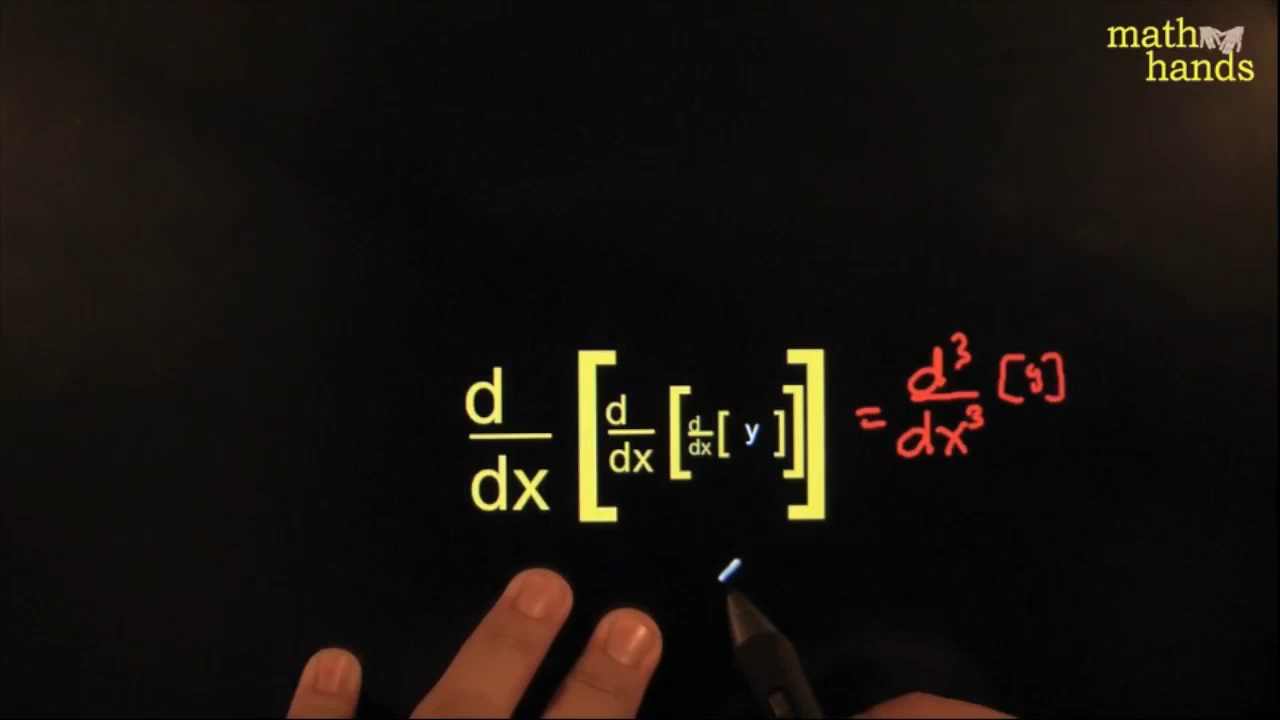 math
hands
d/dx [ d/dx [ d/dx [ y ] ] ] = d³/dx³ [y]